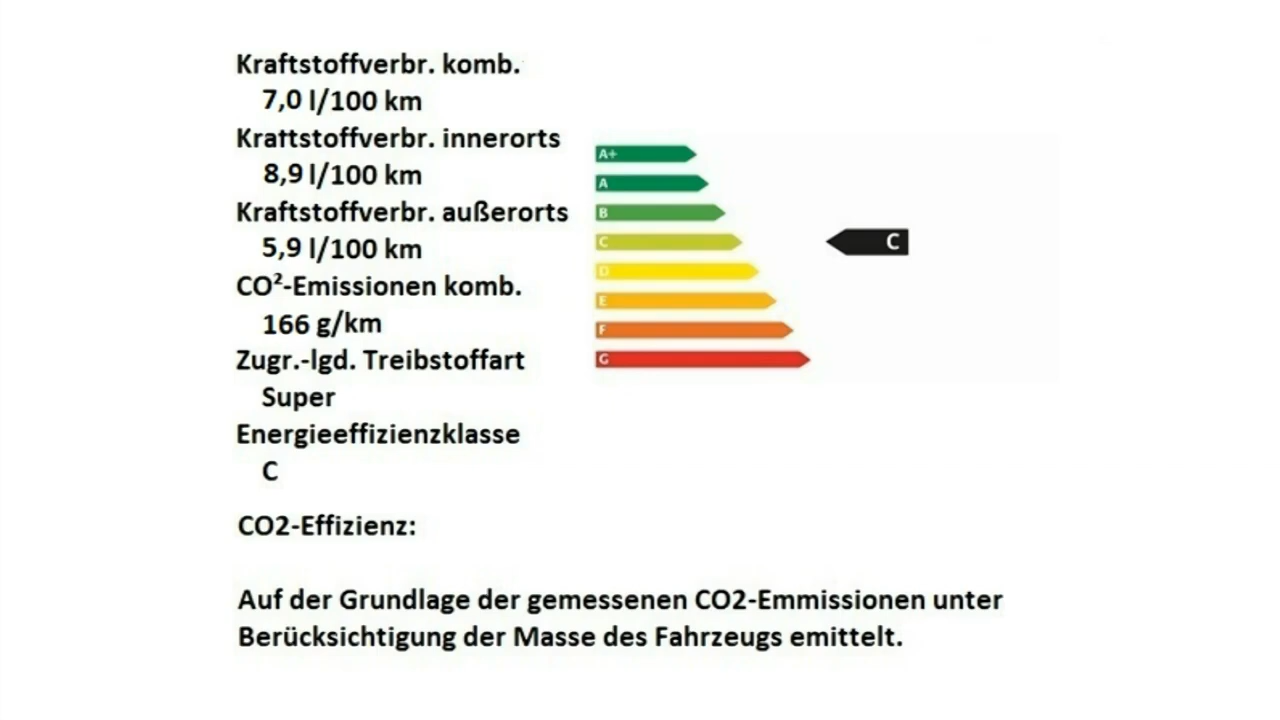 Kraftstoffverbr. komb.
7,0 l/100 km
Krattstoffverbr. innerorts
8,9 l/100 km
Kraftstoffverbr. außerorts
5,9 l/100 km
CO²-Emissionen komb.
166 g/km
Zugr.-lgd. Treibstoffart
Super
Energieeffizienzklasse
C
A+
A
B
C
C
D
E
F
G
CO2-Effizienz:
Auf der Grundlage der gemessenen CO2-Emmissionen unter
Berücksichtigung der Masse des Fahrzeugs emittelt.